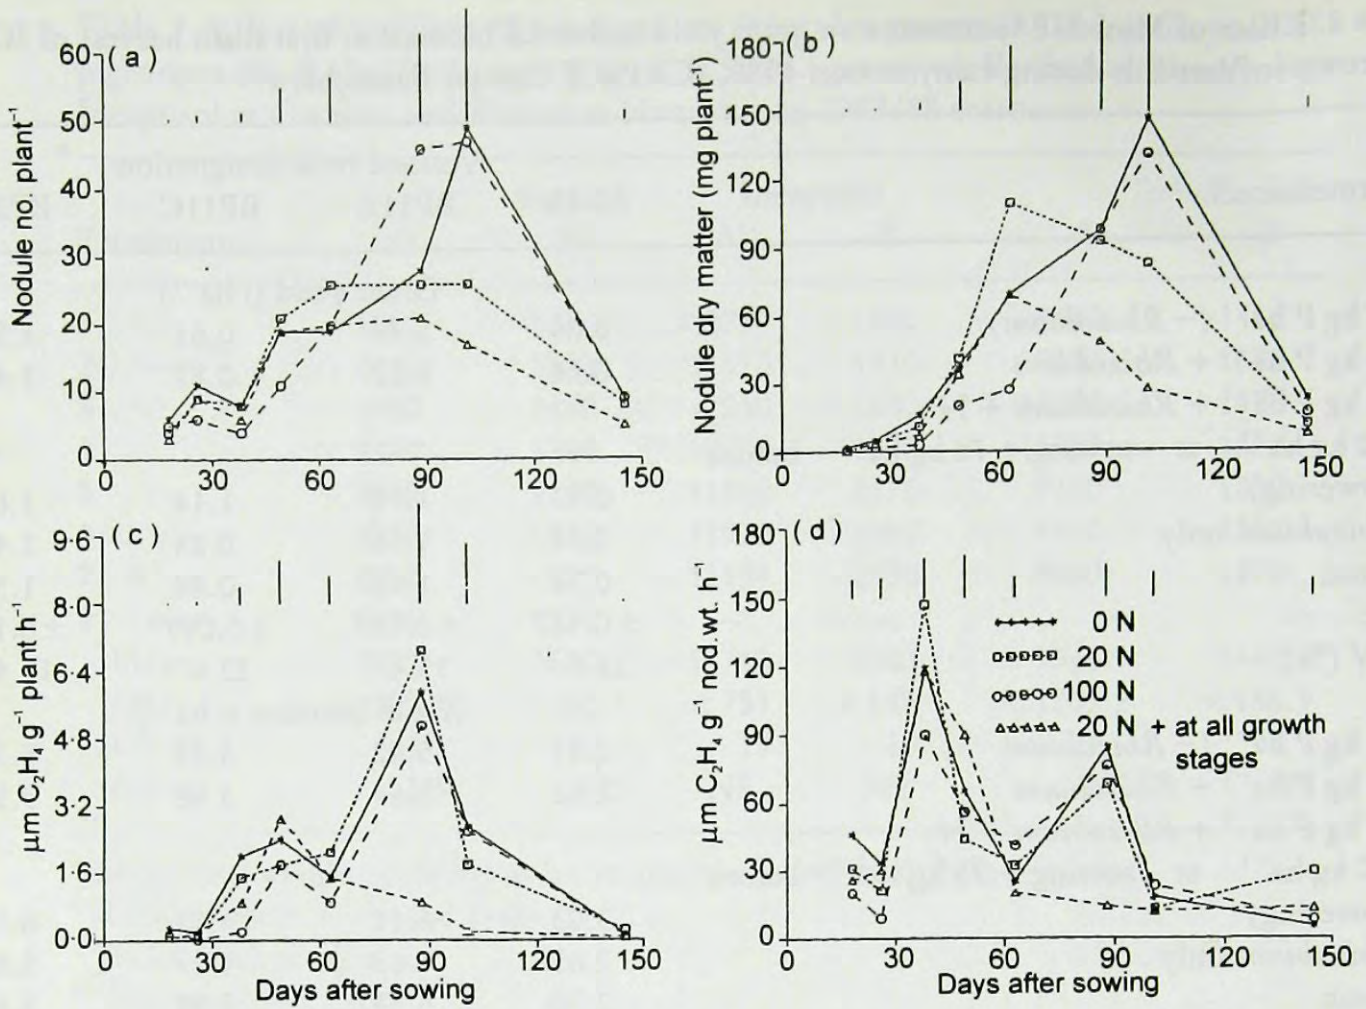 (a)
Nodule no. plant⁻¹
60
50
40
30
20
10
0
0 30 60 90 120 150
(b)
Nodule dry matter (mg plant⁻¹)
180
150
120
90
60
30
0
0 30 60 90 120 150
(c)
µm C₂H₄ g⁻¹ plant h⁻¹
9·6
8·0
6·4
4·8
3·2
1·6
0·0
0 30 60 90 120 150
Days after sowing
(d)
µm C₂H₄ g⁻¹ nod wt. h⁻¹
180
150
120
90
60
30
0
0 N
20 N
100 N
20 N + at all growth
stages
0 30 60 90 120 150
Days after sowing